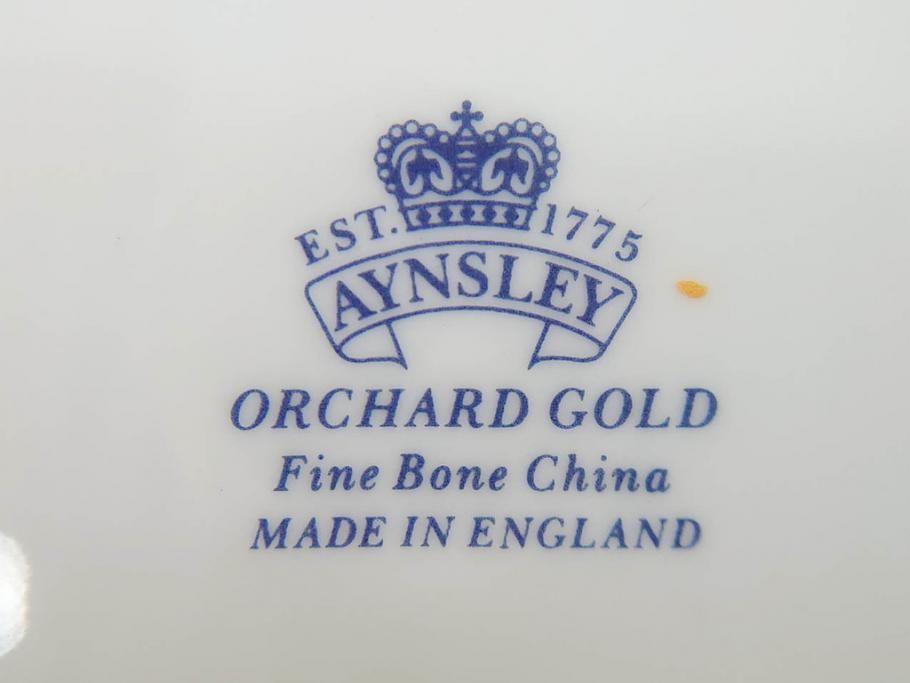 EST. 1775
AYNSLEY
ORCHARD GOLD
Fine Bone China
MADE IN ENGLAND